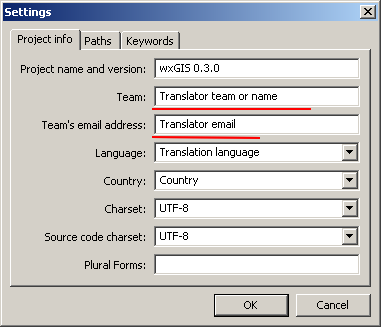 Settings
Project info Paths Keywords
Project name and version: wxGIS 0.3.0
Team: Translator team or name
Team's email address: Translator email
Language: Translation language
Country: Country
Charset: UTF-8
Source code charset: UTF-8
Plural Forms:
OK Cancel